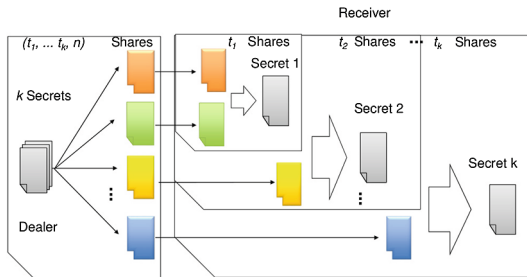 Receiver
(t1, ... tk, n) Shares
t1 Shares
t2 Shares ... tk Shares
Secret 1
k Secrets
Secret 2
Secret k
Dealer